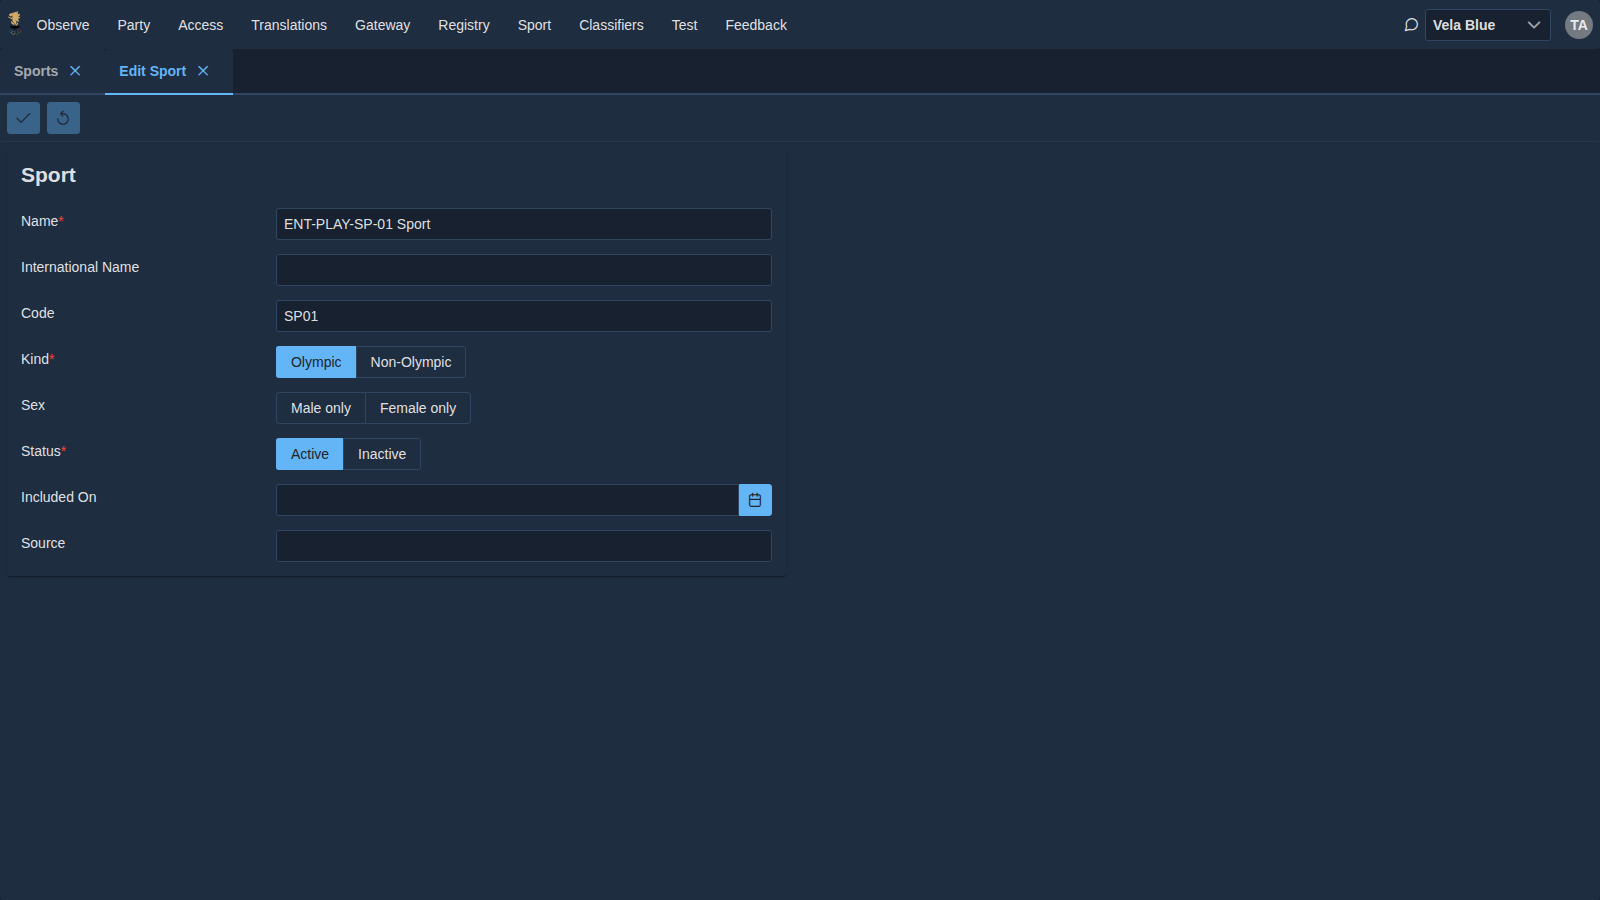 Observe Party Access Translations Gateway Registry Sport Classifiers Test Feedback Vela Blue TA
Sports Edit Sport
Sport
Name* ENT-PLAY-SP-01 Sport
International Name
Code SP01
Kind* Olympic Non-Olympic
Sex Male only Female only
Status* Active Inactive
Included On
Source